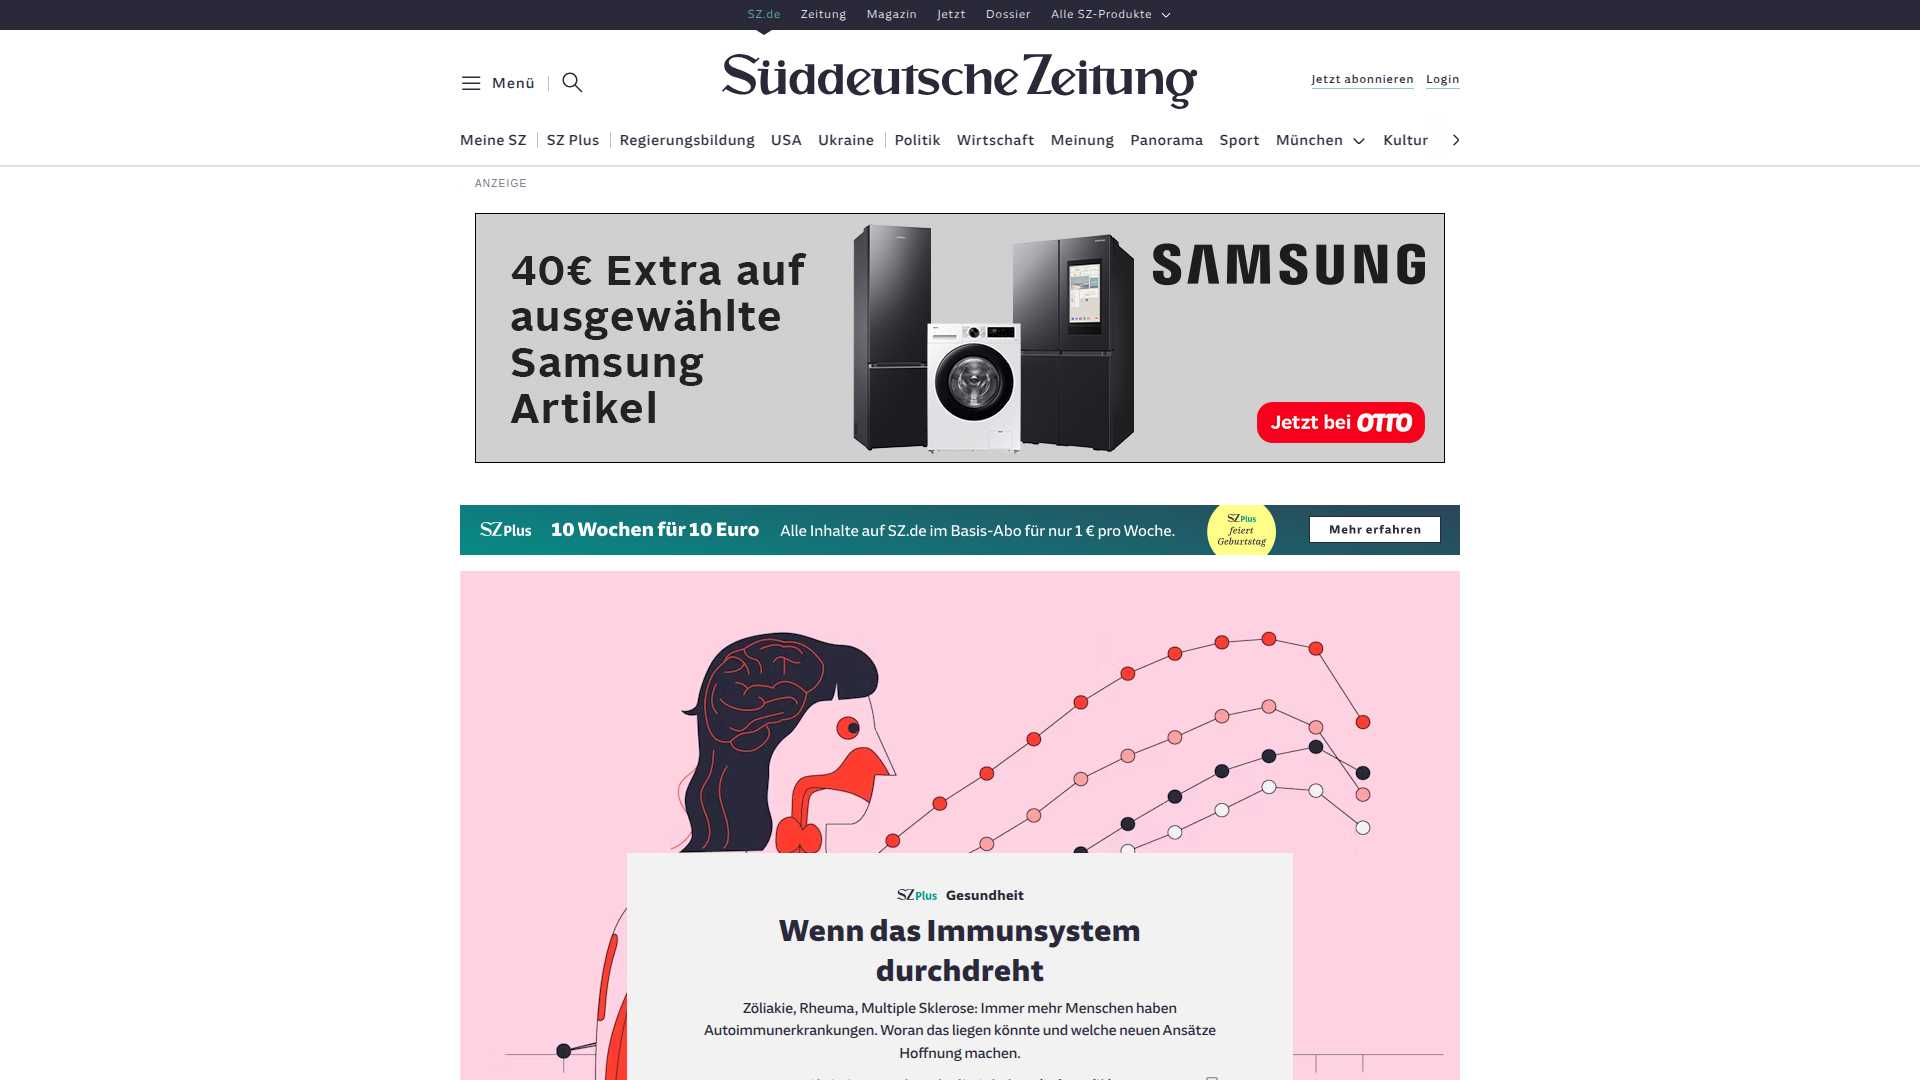 SZ.de Zeitung Magazin Jetzt Dossier Alle SZ-Produkte
Menü
Süddeutsche Zeitung
Jetzt abonnieren Login
Meine SZ SZ Plus Regierungsbildung USA Ukraine Politik Wirtschaft Meinung Panorama Sport München Kultur
ANZEIGE
40€ Extra auf
ausgewählte
Samsung
Artikel
SAMSUNG
Jetzt bei OTTO
SZ Plus 10 Wochen für 10 Euro Alle Inhalte auf SZ.de im Basis-Abo für nur 1 € pro Woche.
SZ Plus
feiert
Geburtstag
Mehr erfahren
SZ Plus Gesundheit
Wenn das Immunsystem
durchdreht
Zöliakie, Rheuma, Multiple Sklerose: Immer mehr Menschen haben
Autoimmunerkrankungen. Woran das liegen könnte und welche neuen Ansätze
Hoffnung machen.